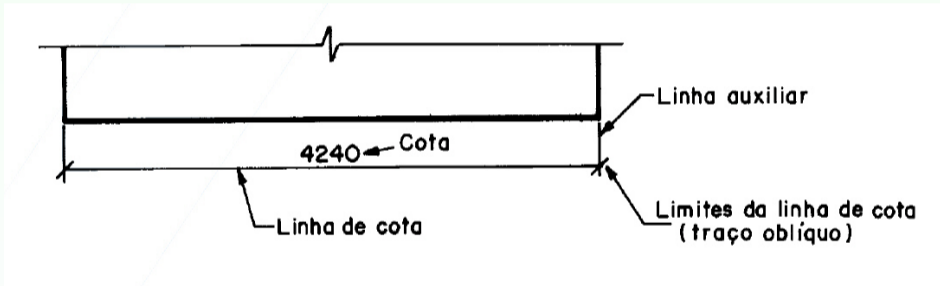 Linha auxiliar
4240
Cota
Linha de cota
Limites da linha de cota
(traço oblíquo)